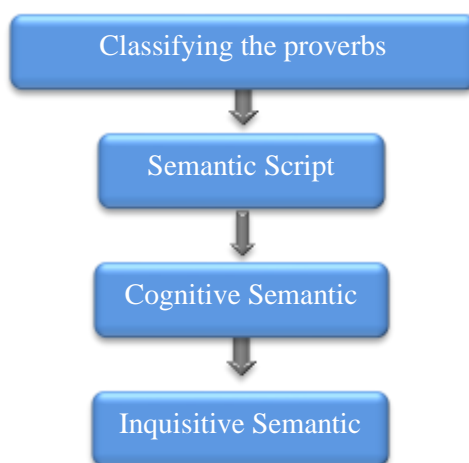 Classifying the proverbs
Semantic Script
Cognitive Semantic
Inquisitive Semantic